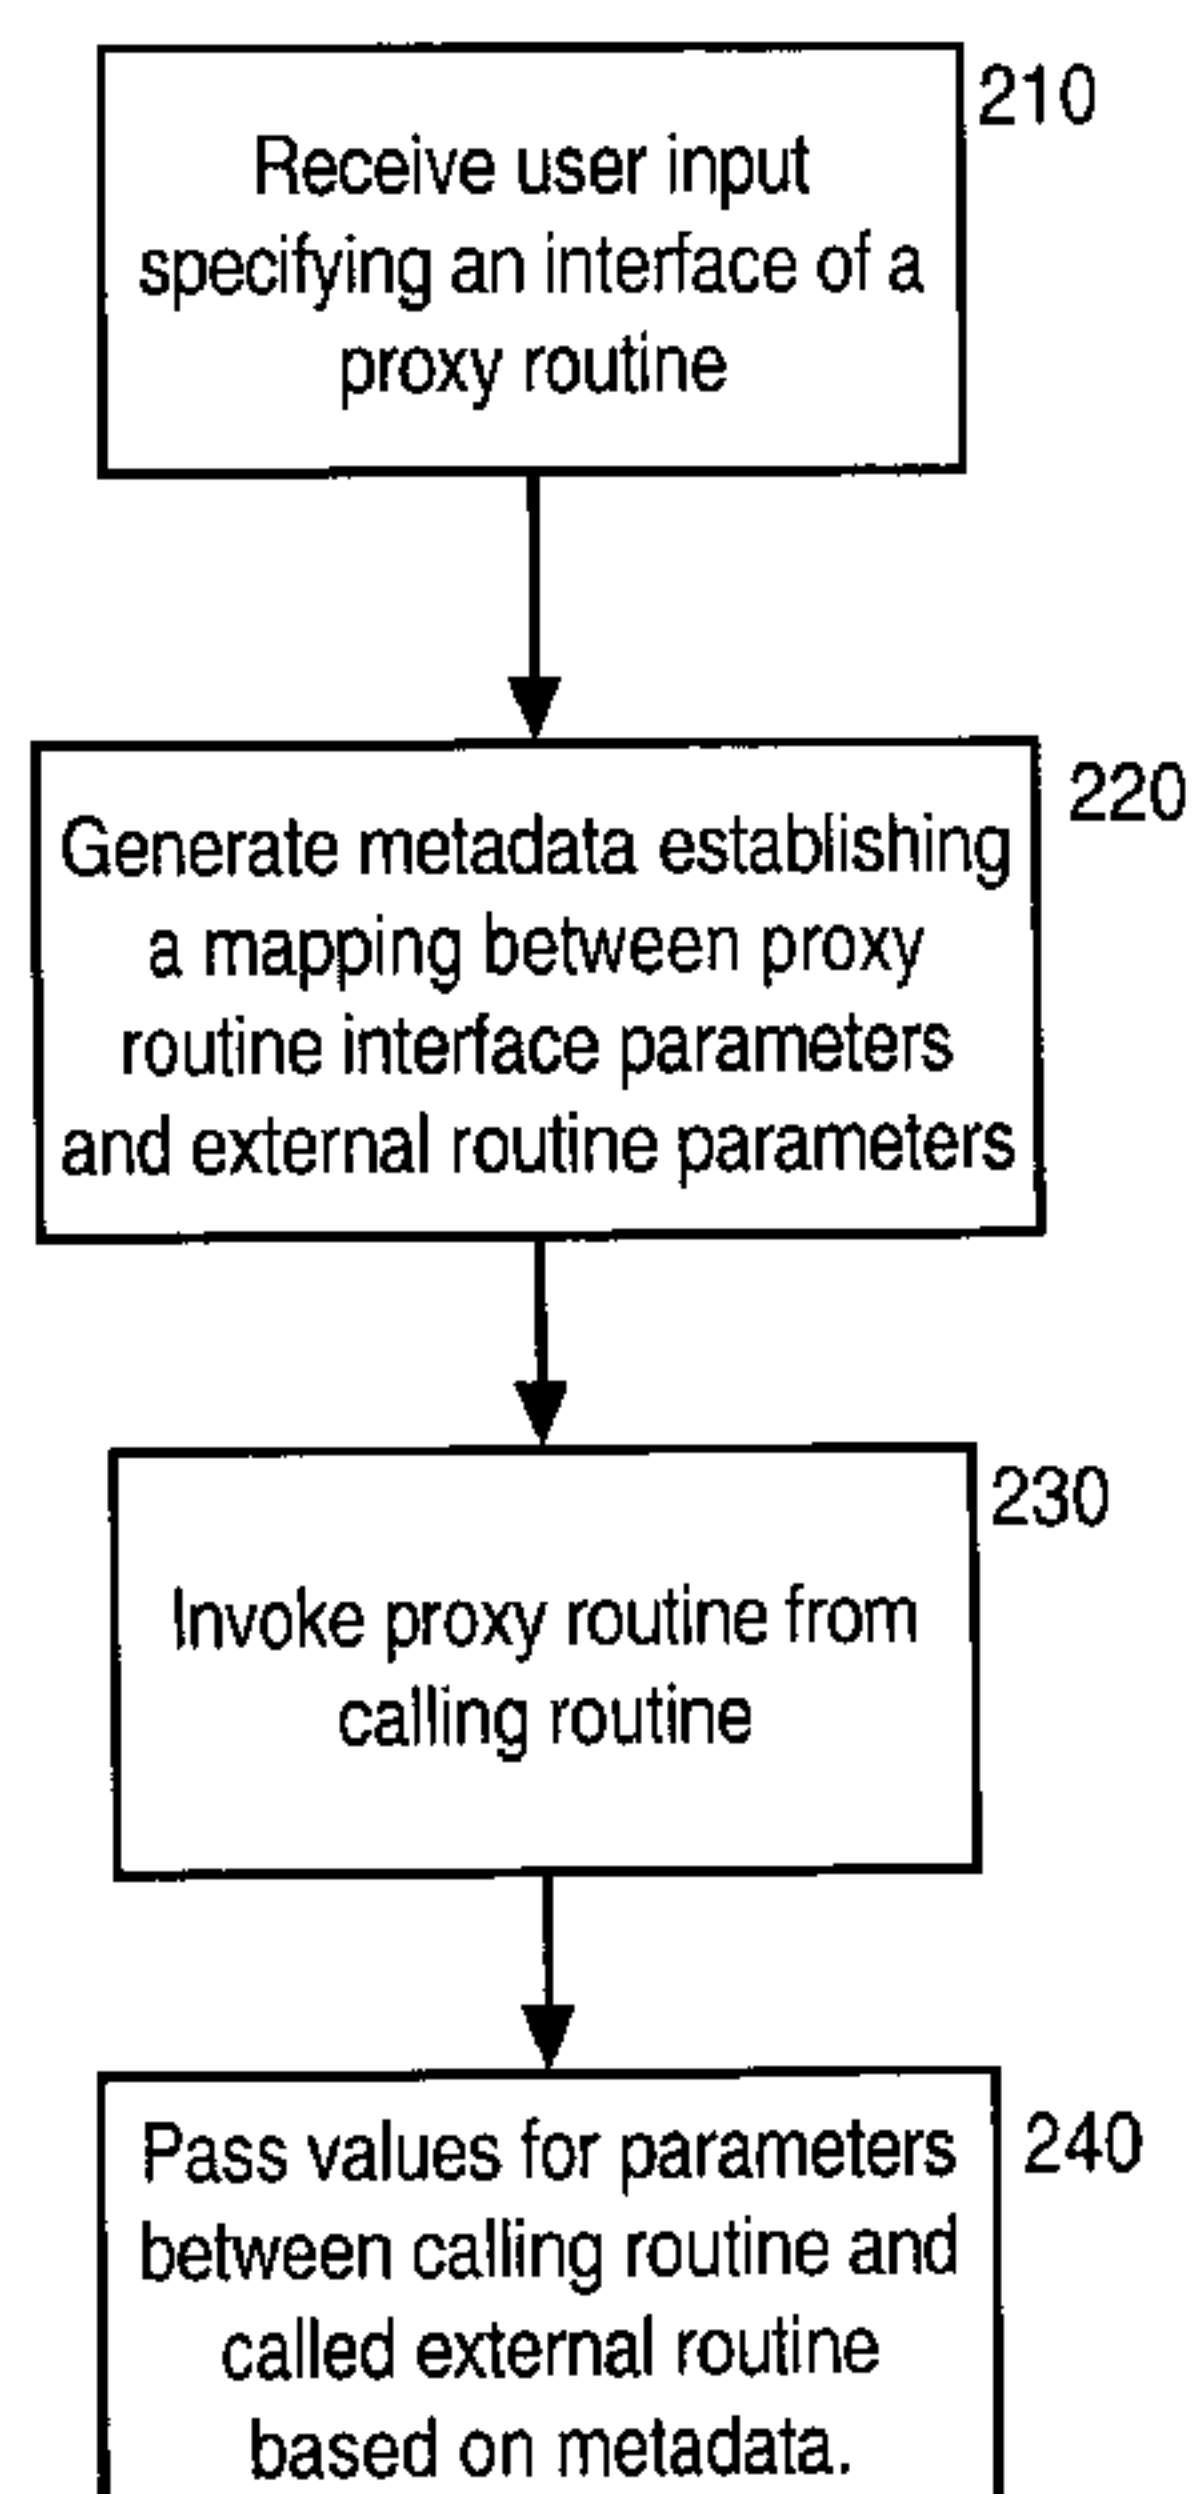 210
Receive user input
specifying an interface of a
proxy routine
220
Generate metadata establishing
a mapping between proxy
routine interface parameters
and external routine parameters
230
Invoke proxy routine from
calling routine
240
Pass values for parameters
between calling routine and
called external routine
based on metadata.